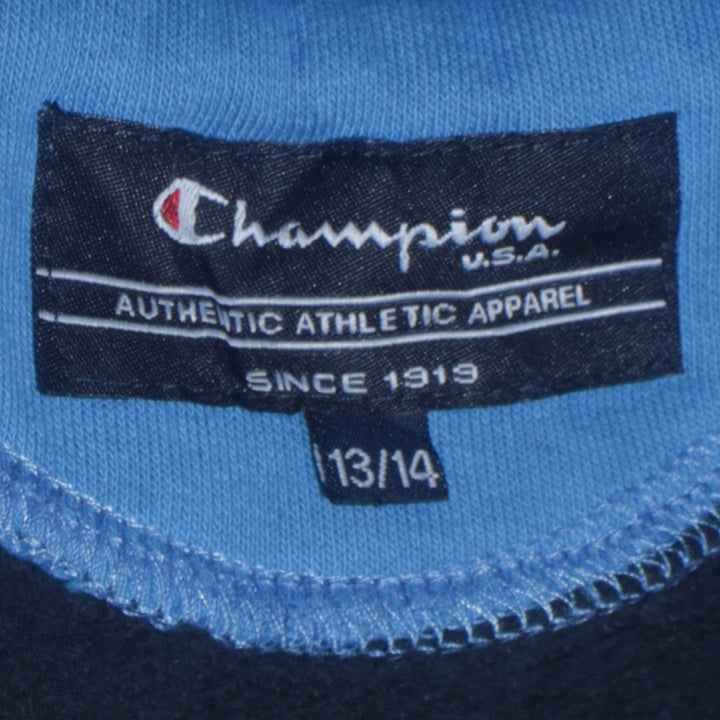 Champion
U.S.A.
AUTHENTIC ATHLETIC APPAREL
SINCE 1919
13/14